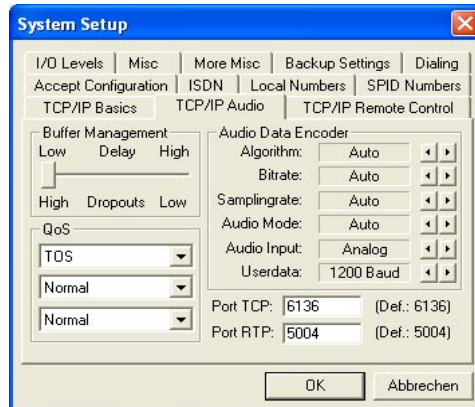 System Setup
I/O Levels Misc More Misc Backup Settings Dialing
Accept Configuration ISDN Local Numbers SPID Numbers
TCP/IP Basics TCP/IP Audio TCP/IP Remote Control
Buffer Management
Low Delay High
High Dropouts Low
QoS
TOS
Normal
Normal
Audio Data Encoder
Algorithm: Auto
Bitrate: Auto
Samplingrate: Auto
Audio Mode: Auto
Audio Input: Analog
Userdata: 1200 Baud
Port TCP: 6136 (Def.: 6136)
Port RTP: 5004 (Def.: 5004)
OK Abbrechen